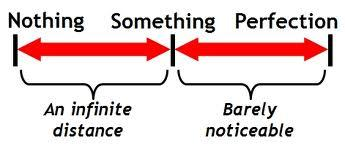 Nothing Something Perfection
An infinite Barely
distance noticeable